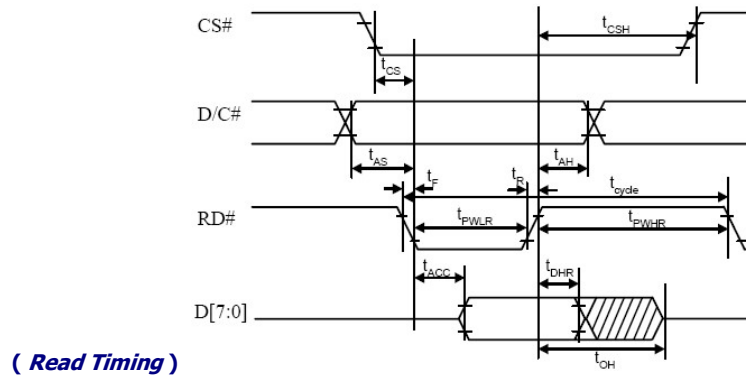 CS#
tCSH
tCS
D/C#
tAS
tAH
tF
tR
tcycle
RD#
tPWLR
tPWHR
tACC
tDHR
D[7:0]
tOH
( Read Timing )